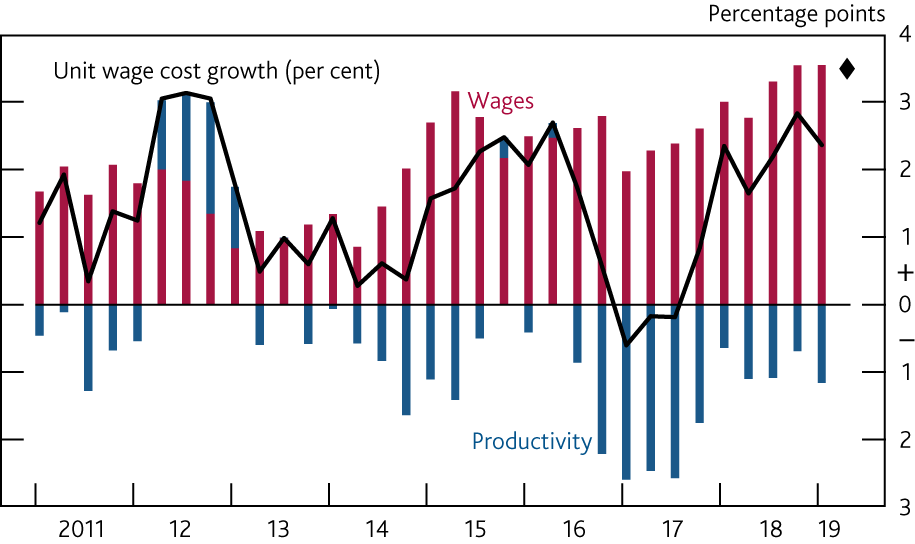 Percentage points
Unit wage cost growth (per cent)
Wages
Productivity
4
3
2
1
+
0
–
1
2
3
2011 12 13 14 15 16 17 18 19